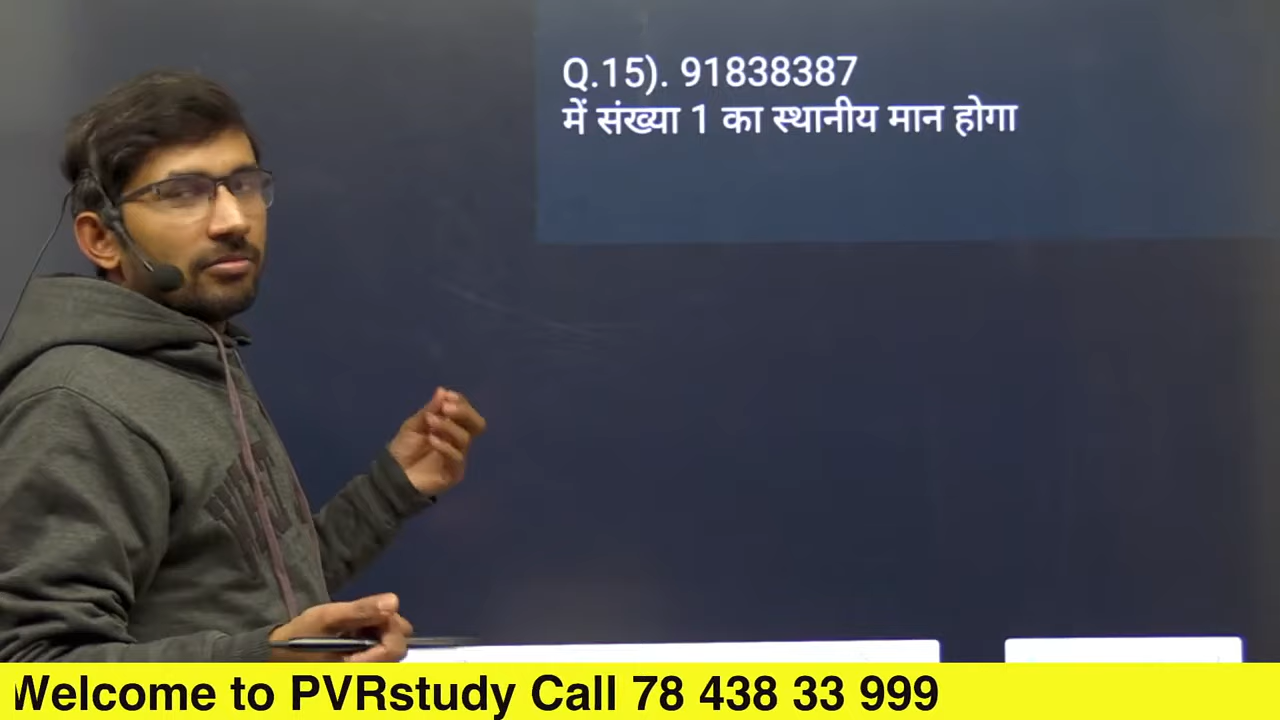 Q.15). 91838387
में संख्या 1 का स्थानीय मान होगा
Welcome to PVRstudy Call 78 438 33 999